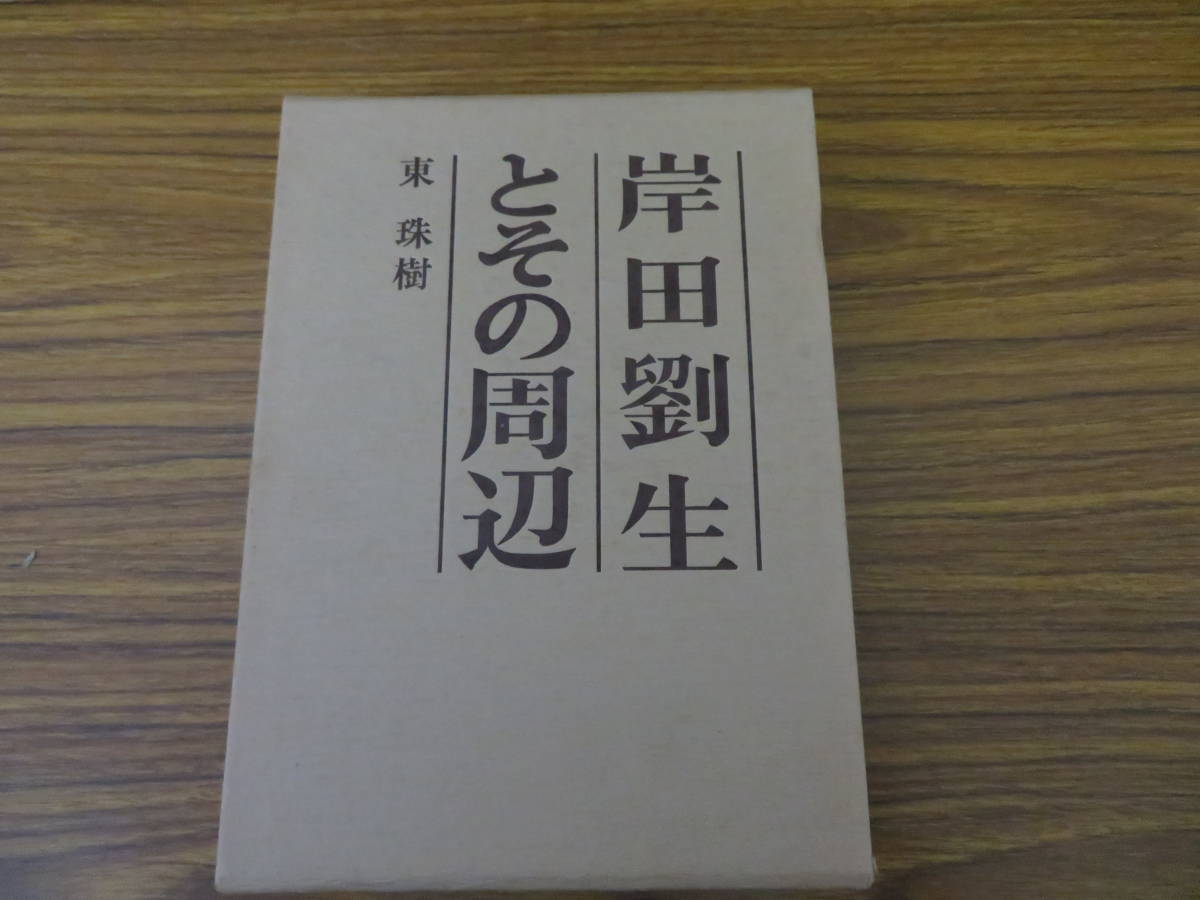 岸田劉生
とその周辺
東 珠樹